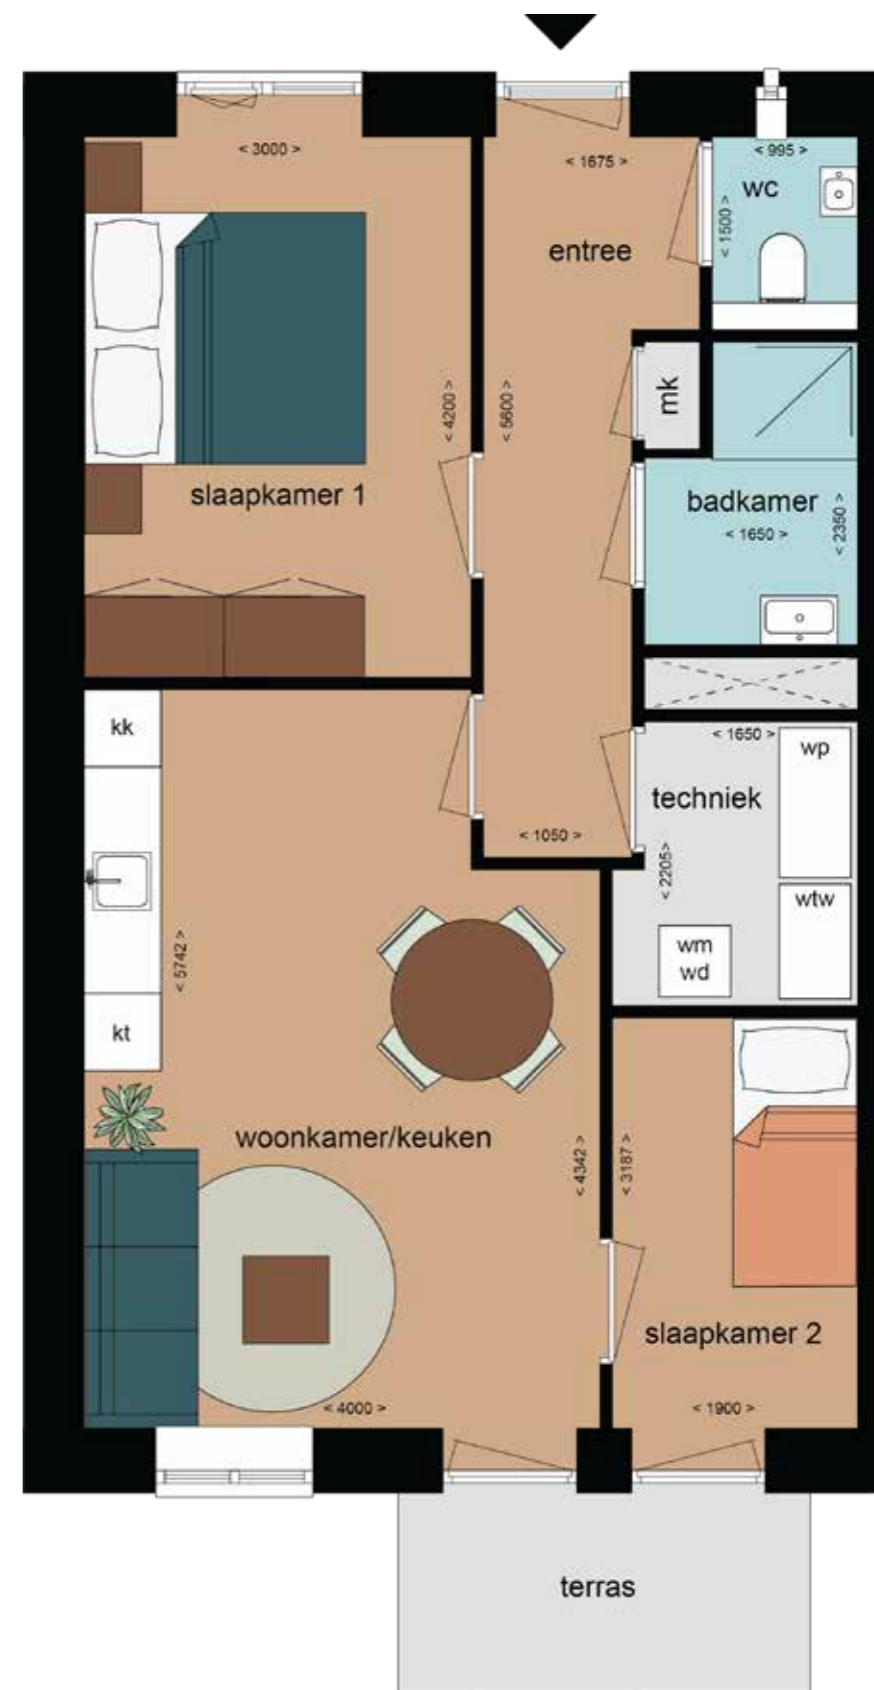 < 3000 >
< 1675 >
< 995 >
wc
< 1500 >
entree
< 4200 >
< 5600 >
mk
slaapkamer 1
badkamer
< 1650 >
< 2350 >
kk
< 1650 >
wp
techniek
< 1050 >
< 2205>
wtw
wm
wd
< 5742 >
kt
woonkamer/keuken
< 4342 >
< 3187 >
slaapkamer 2
< 4000 >
< 1900 >
terras